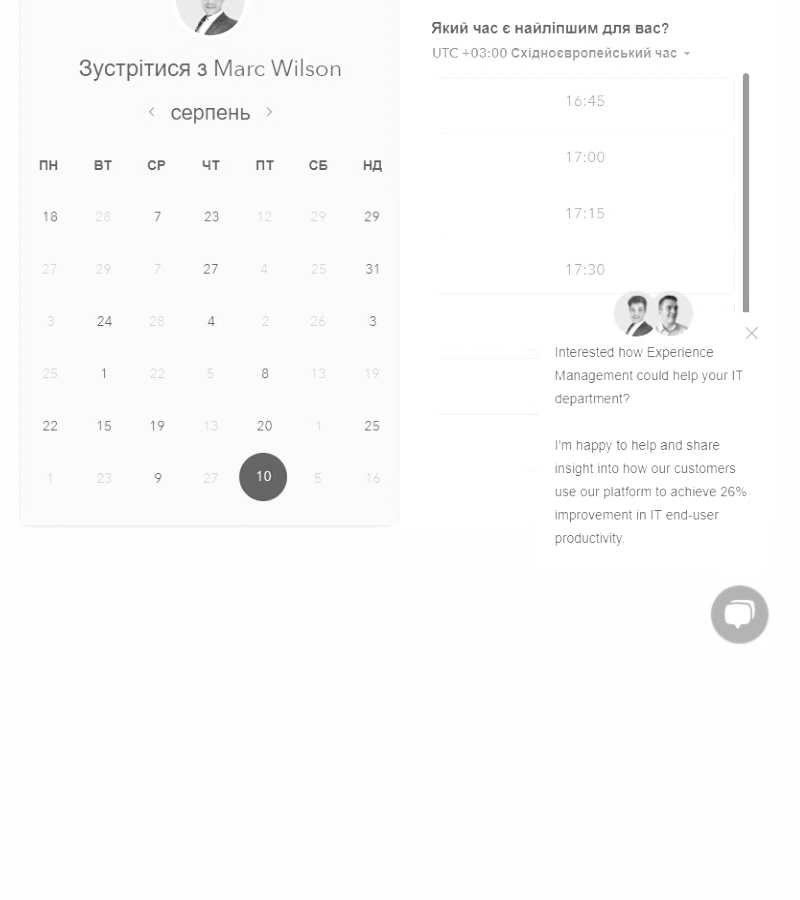 Зустрітися з Marc Wilson
серпень
ПН ВТ СР ЧТ ПТ СБ НД
18 28 7 23 12 29 29
27 29 7 27 4 25 31
3 24 28 4 2 26 3
25 1 22 5 8 13 19
22 15 19 13 20 1 25
1 23 9 27 10 5 16
Який час є найліпшим для вас?
UTC +03:00 Східноєвропейський час
16:45
17:00
17:15
17:30
Interested how Experience
Management could help your IT
department?
I'm happy to help and share
insight into how our customers
use our platform to achieve 26%
improvement in IT end-user
productivity.